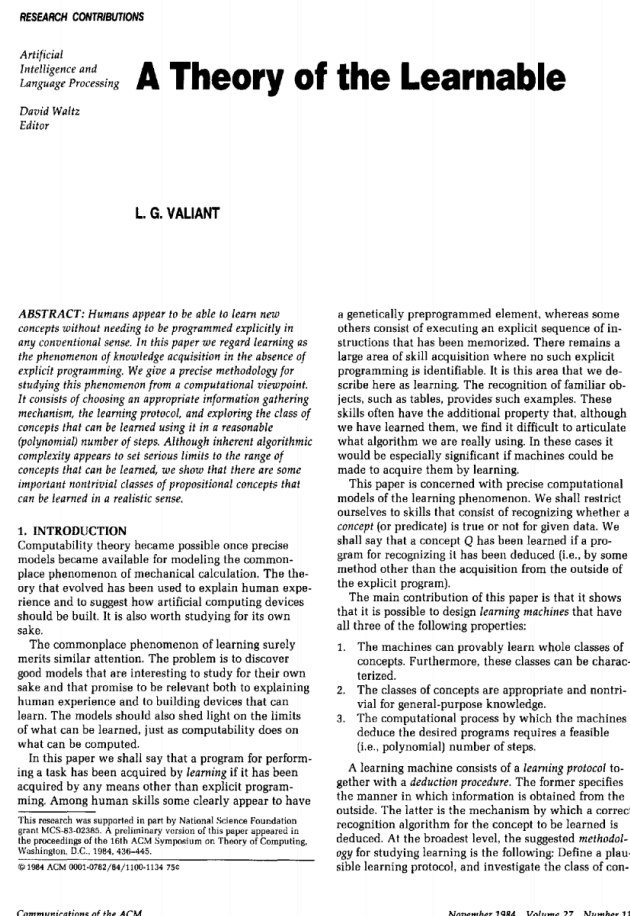 RESEARCH CONTRIBUTIONS
Artificial
Intelligence and
Language Processing
David Waltz
Editor
A Theory of the Learnable
L. G. VALIANT
ABSTRACT: Humans appear to be able to learn new
concepts without needing to be programmed explicitly in
any conventional sense. In this paper we regard learning as
the phenomenon of knowledge acquisition in the absence of
explicit programming. We give a precise methodology for
studying this phenomenon from a computational viewpoint.
It consists of choosing an appropriate information gathering
mechanism, the learning protocol, and exploring the class of
concepts that can be learned using it in a reasonable
(polynomial) number of steps. Although inherent algorithmic
complexity appears to set serious limits to the range of
concepts that can be learned, we show that there are some
important nontrivial classes of propositional concepts that
can be learned in a realistic sense.
1. INTRODUCTION
Computability theory became possible once precise
models became available for modeling the common-
place phenomenon of mechanical calculation. The the-
ory that evolved has been used to explain human expe-
rience and to suggest how artificial computing devices
should be built. It is also worth studying for its own
sake.
The commonplace phenomenon of learning surely
merits similar attention. The problem is to discover
good models that are interesting to study for their own
sake and that promise to be relevant both to explaining
human experience and to building devices that can
learn. The models should also shed light on the limits
of what can be learned, just as computability does on
what can be computed.
In this paper we shall say that a program for perform-
ing a task has been acquired by learning if it has been
acquired by any means other than explicit program-
ming. Among human skills some clearly appear to have
This research was supported in part by National Science Foundation
grant MCS-83-02385. A preliminary version of this paper appeared in
the proceedings of the 16th ACM Symposium on Theory of Computing,
Washington, D.C., 1984, 436–445.
© 1984 ACM 0001-0782/84/1100-1134 75¢
a genetically preprogrammed element, whereas some
others consist of executing an explicit sequence of in-
structions that has been memorized. There remains a
large area of skill acquisition where no such explicit
programming is identifiable. It is this area that we de-
scribe here as learning. The recognition of familiar ob-
jects, such as tables, provides such examples. These
skills often have the additional property that, although
we have learned them, we find it difficult to articulate
what algorithm we are really using. In these cases it
would be especially significant if machines could be
made to acquire them by learning.
This paper is concerned with precise computational
models of the learning phenomenon. We shall restrict
ourselves to skills that consist of recognizing whether a
concept (or predicate) is true or not for given data. We
shall say that a concept Q has been learned if a pro-
gram for recognizing it has been deduced (i.e., by some
method other than the acquisition from the outside of
the explicit program).
The main contribution of this paper is that it shows
that it is possible to design learning machines that have
all three of the following properties:
1. The machines can provably learn whole classes of
concepts. Furthermore, these classes can be charac-
terized.
2. The classes of concepts are appropriate and nontri-
vial for general-purpose knowledge.
3. The computational process by which the machines
deduce the desired programs requires a feasible
(i.e., polynomial) number of steps.
A learning machine consists of a learning protocol to-
gether with a deduction procedure. The former specifies
the manner in which information is obtained from the
outside. The latter is the mechanism by which a correc
recognition algorithm for the concept to be learned is
deduced. At the broadest level, the suggested methodol-
ogy for studying learning is the following: Define a plau
sible learning protocol, and investigate the class of con-
Communications of the ACM
November 1984 Volume 27 Number 11